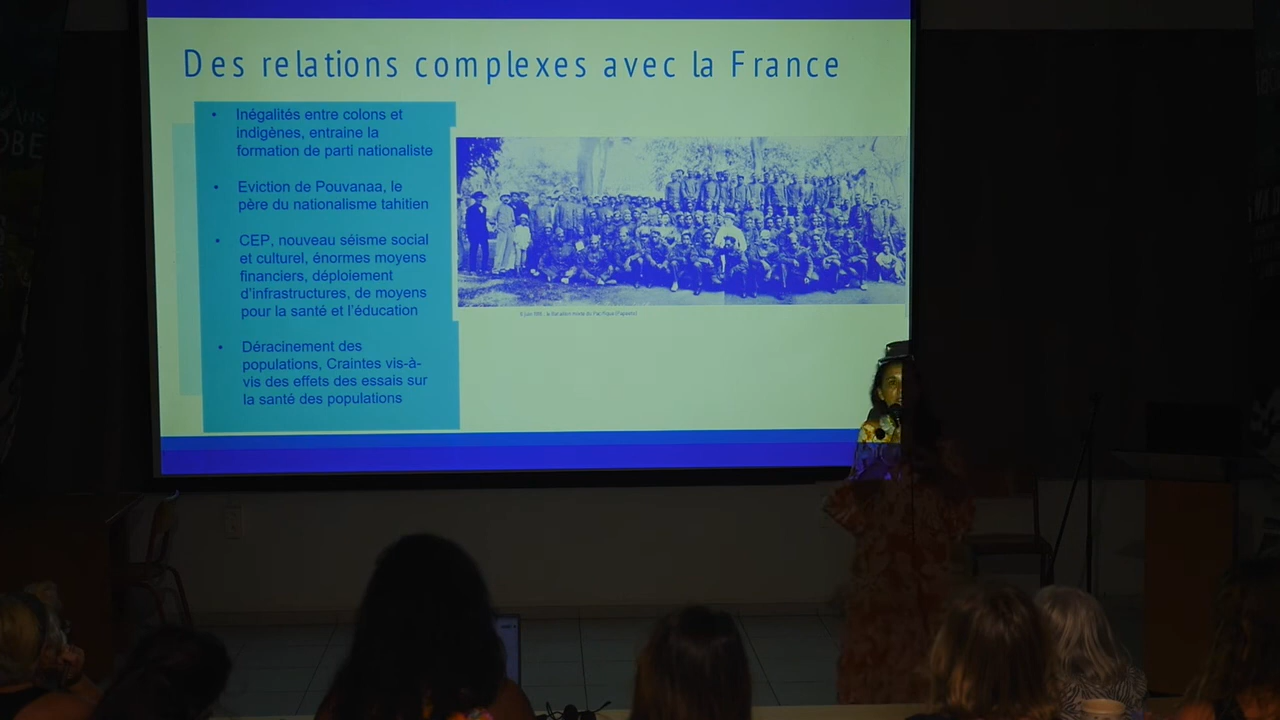 Des relations complexes avec la France
• Inégalités entre colons et
indigènes, entraine la
formation de parti nationaliste
• Eviction de Pouvanaa, le
père du nationalisme tahitien
• CEP, nouveau séisme social
et culturel, énormes moyens
financiers, déploiement
d'infrastructures, de moyens
pour la santé et l'éducation
• Déracinement des
populations, Craintes vis-à-
vis des effets des essais sur
la santé des populations
du Pacifique (Papeete)